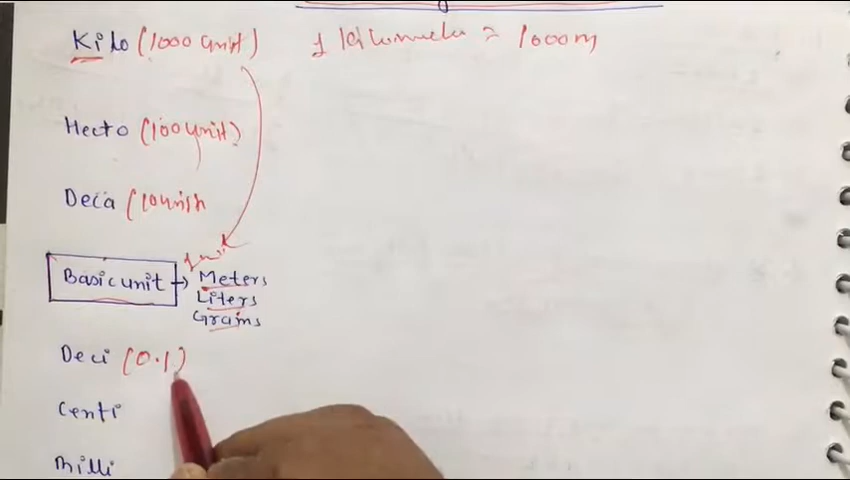 Kilo (1000 unit) 1 Kilometer = 1000m
Hecto (100 unit)
Deca (10 unit
Basic unit → Meters
Liters
Grams
Deci (0.1)
Centi
Milli